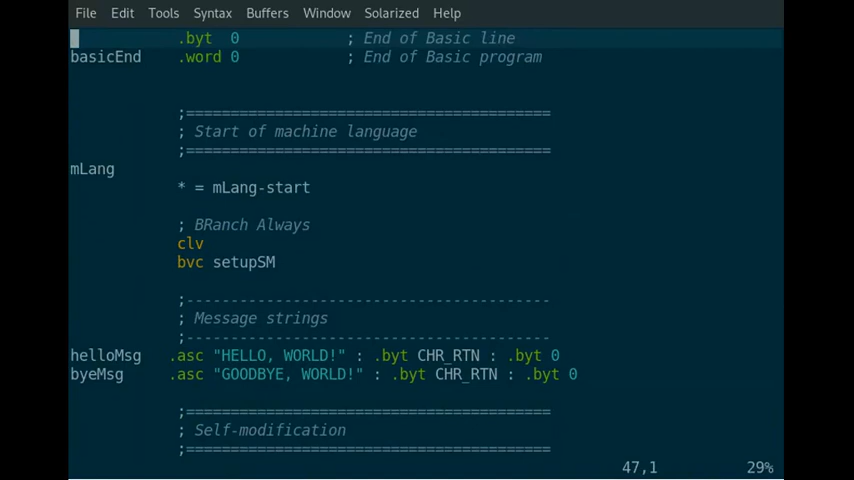 File Edit Tools Syntax Buffers Window Solarized Help
.byt 0 ; End of Basic line
basicEnd .word 0 ; End of Basic program
;=========================================
; Start of machine language
;=========================================
mLang
* = mLang-start
; BRanch Always
clv
bvc setupSM
;-----------------------------------------
; Message strings
;-----------------------------------------
helloMsg .asc "HELLO, WORLD!" : .byt CHR_RTN : .byt 0
byeMsg .asc "GOODBYE, WORLD!" : .byt CHR_RTN : .byt 0
;=========================================
; Self-modification
;=========================================
47,1 29%